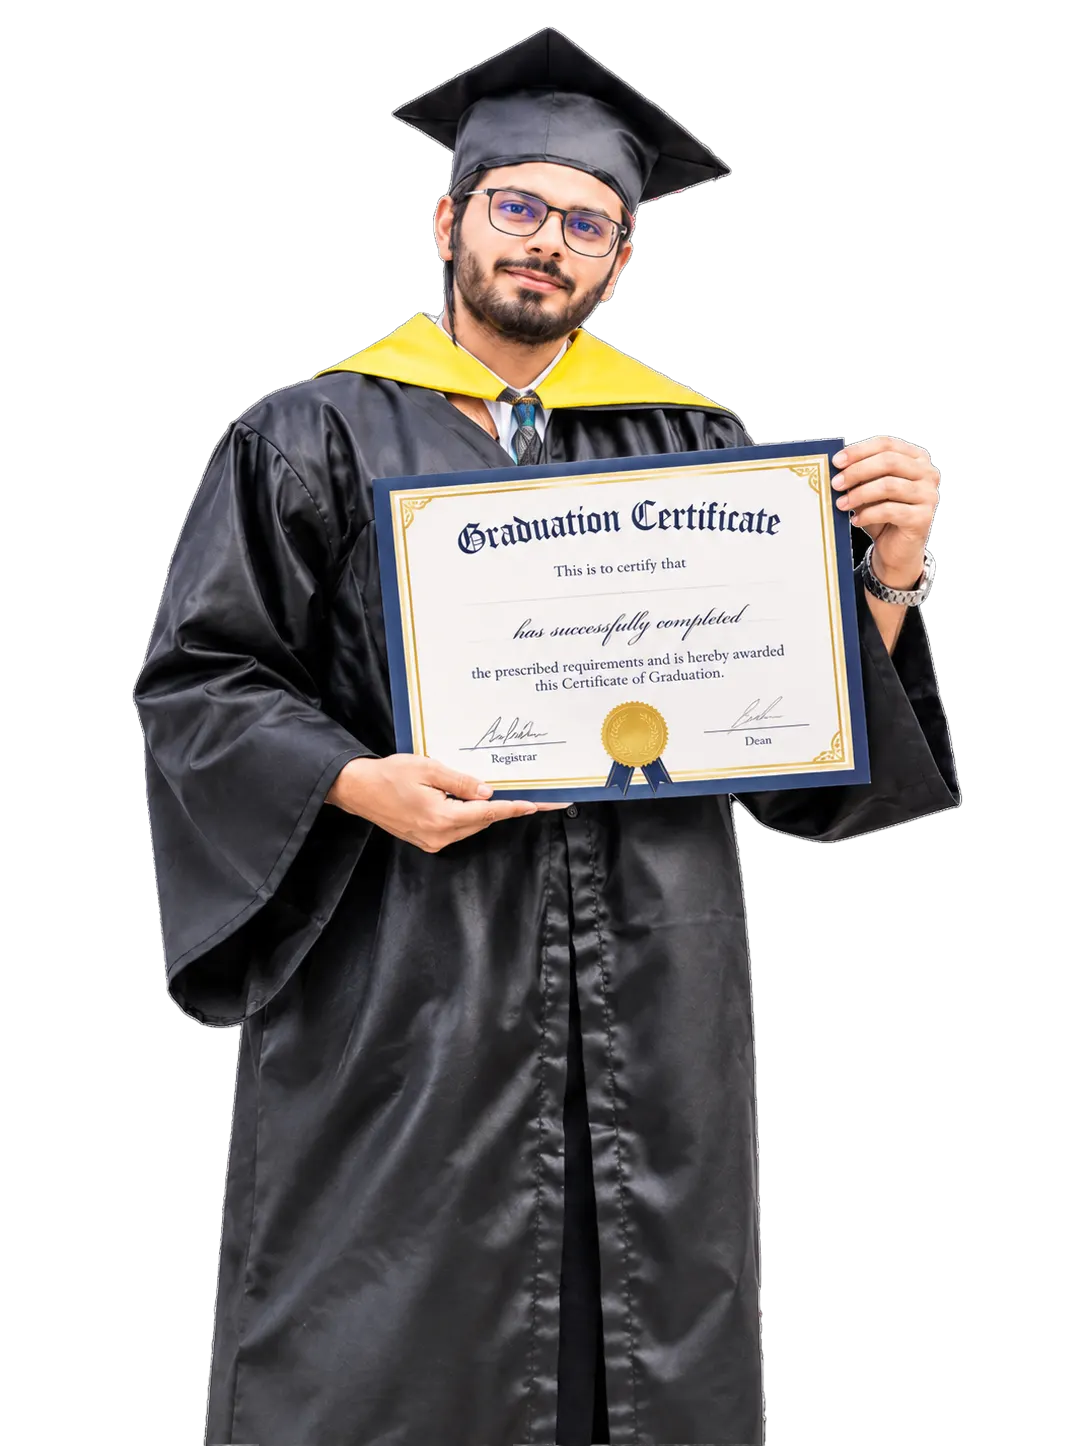 Graduation Certificate
This is to certify that
has successfully completed
the prescribed requirements and is hereby awarded
this Certificate of Graduation.
Registrar
Dean